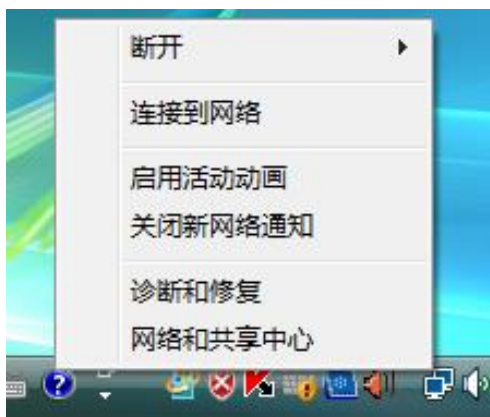 断开
连接到网络
启用活动动画
关闭新网络通知
诊断和修复
网络和共享中心